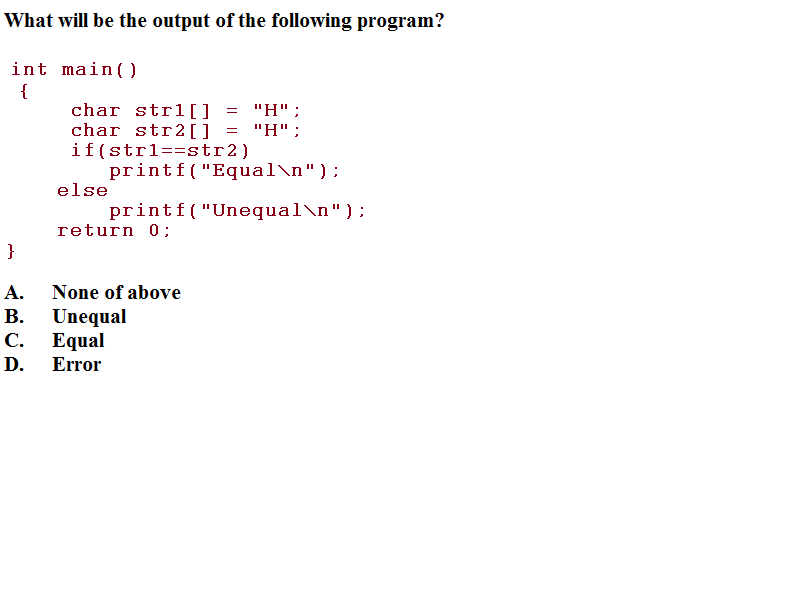 What will be the output of the following program?
int main()
{
char str1[] = "H";
char str2[] = "H";
if(str1==str2)
printf("Equal\n");
else
printf("Unequal\n");
return 0;
}
A. None of above
B. Unequal
C. Equal
D. Error